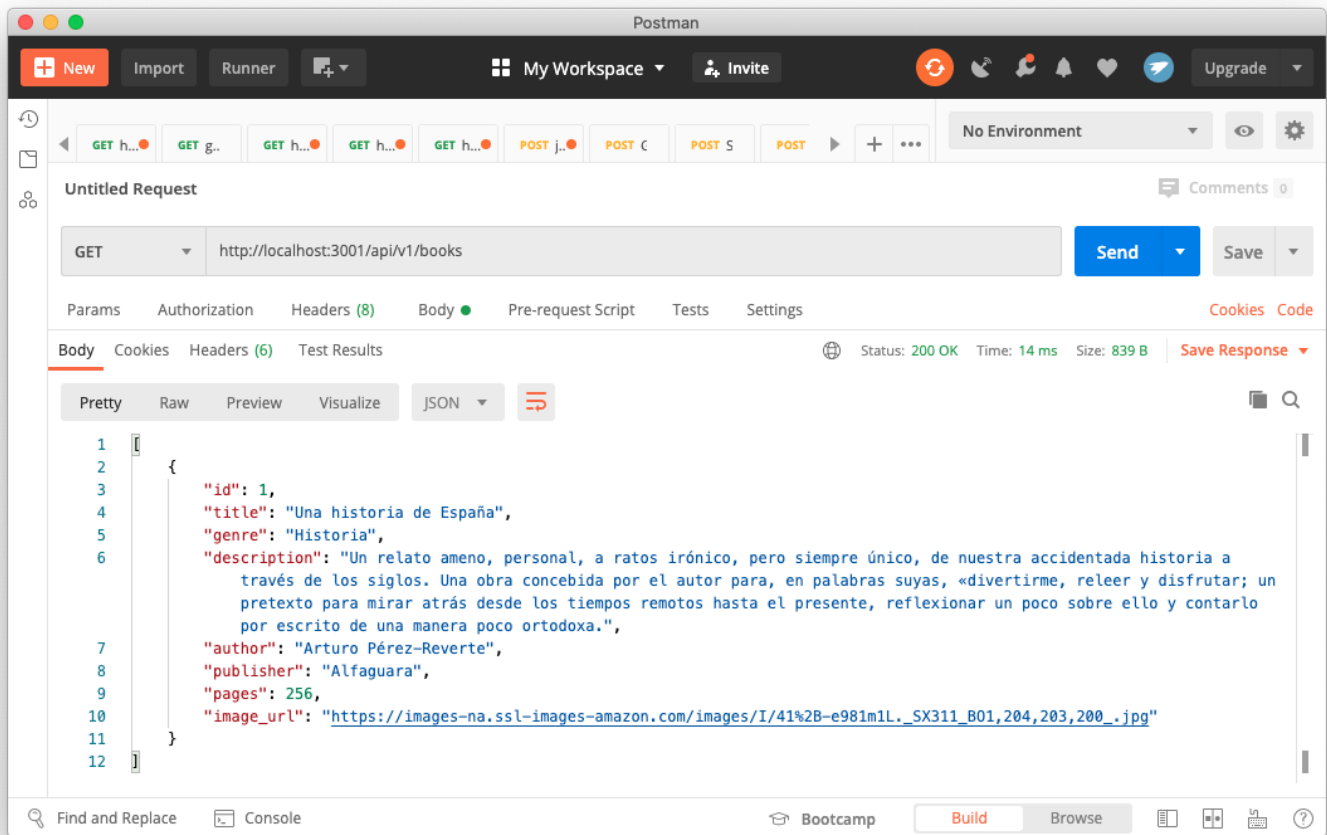 Postman
New Import Runner My Workspace Invite Upgrade
GET h... GET g.. GET h... GET h... GET h... POST j.. POST POST S POST + ••• No Environment
Untitled Request Comments 0
GET http://localhost:3001/api/v1/books Send Save
Params Authorization Headers (8) Body Pre-request Script Tests Settings Cookies Code
Body Cookies Headers (6) Test Results Status: 200 OK Time: 14 ms Size: 839 B Save Response
Pretty Raw Preview Visualize JSON
1 [
2 {
3 "id": 1,
4 "title": "Una historia de España",
5 "genre": "Historia",
6 "description": "Un relato ameno, personal, a ratos irónico, pero siempre único, de nuestra accidentada historia a
través de los siglos. Una obra concebida por el autor para, en palabras suyas, «divertirme, releer y disfrutar; un
pretexto para mirar atrás desde los tiempos remotos hasta el presente, reflexionar un poco sobre ello y contarlo
por escrito de una manera poco ortodoxa.",
7 "author": "Arturo Pérez-Reverte",
8 "publisher": "Alfaguara",
9 "pages": 256,
10 "image_url": "https://images-na.ssl-images-amazon.com/images/I/41%2B-e981m1L._SX311_BO1,204,203,200_.jpg"
11 }
12 ]
Find and Replace Console Bootcamp Build Browse